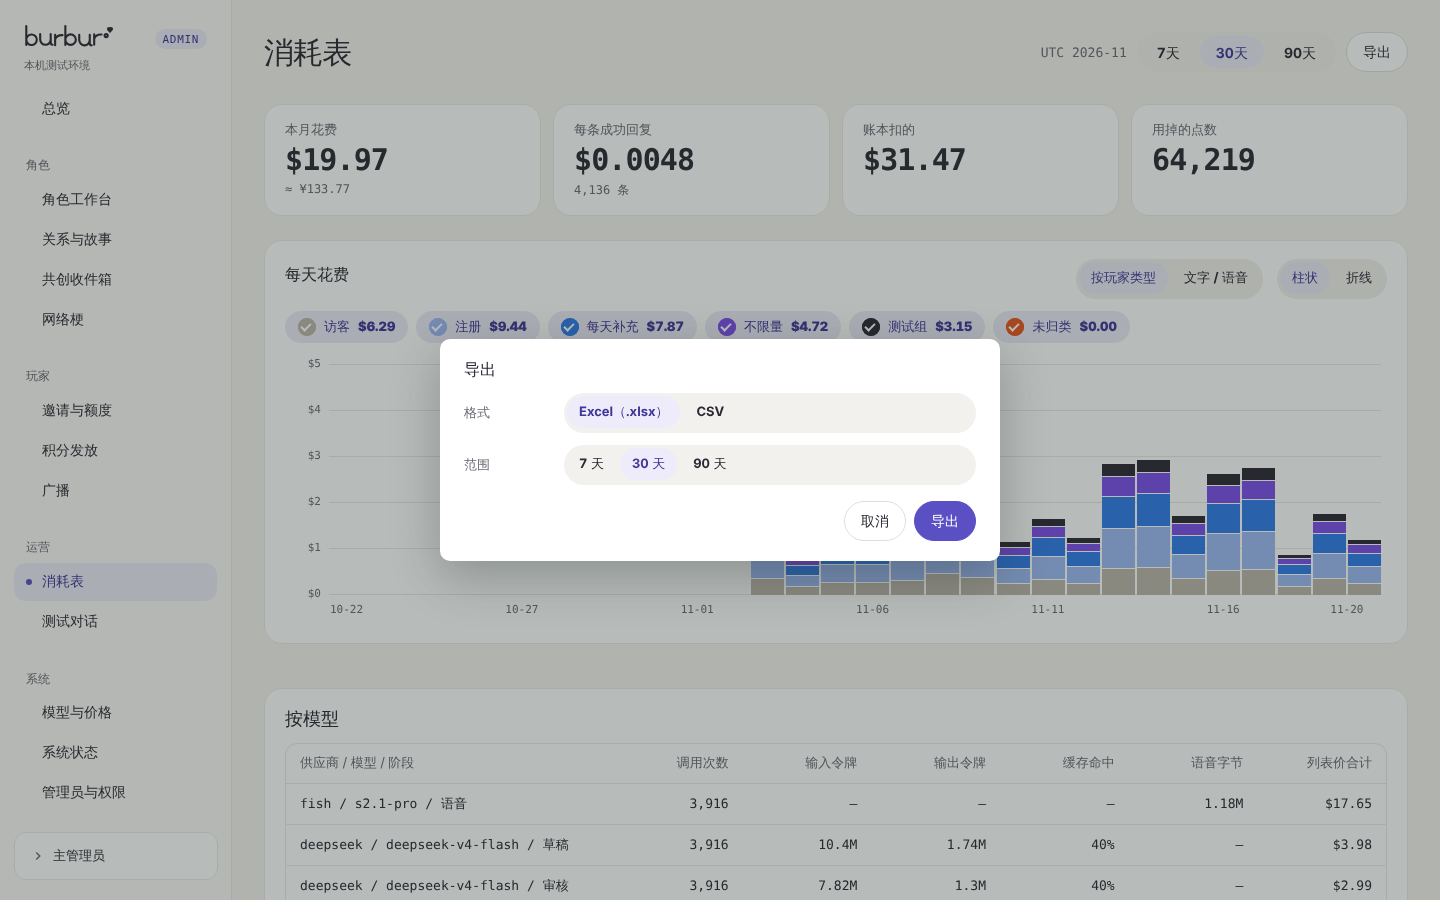 burbur
ADMIN
本机测试环境
总览
角色
角色工作台
关系与故事
共创收件箱
网络梗
玩家
邀请与额度
积分发放
广播
运营
消耗表
测试对话
系统
模型与价格
系统状态
管理员与权限
主管理员
消耗表
UTC 2026-11
7天
30天
90天
导出
本月花费
$19.97
≈ ¥133.77
每条成功回复
$0.0048
4,136 条
账本扣的
$31.47
用掉的点数
64,219
每天花费
按玩家类型
文字 / 语音
柱状
折线
访客 $6.29
注册 $9.44
每天补充 $7.87
不限量 $4.72
测试组 $3.15
未归类 $0.00
$5
$4
$3
$2
$1
$0
10-22
10-27
11-01
11-06
11-11
11-16
11-20
导出
格式
Excel（.xlsx）
CSV
范围
7 天
30 天
90 天
取消
导出
按模型
供应商 / 模型 / 阶段 调用次数 输入令牌 输出令牌 缓存命中 语音字节 列表价合计
fish / s2.1-pro / 语音 3,916 — — — 1.18M $17.65
deepseek / deepseek-v4-flash / 草稿 3,916 10.4M 1.74M 40% — $3.98
deepseek / deepseek-v4-flash / 审核 3,916 7.82M 1.3M 40% — $2.99